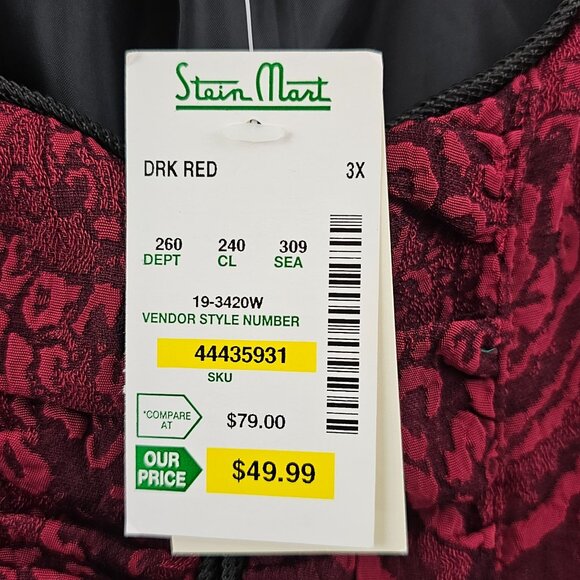 Stein Mart
DRK RED 3X
260 240 309
DEPT CL SEA
19-3420W
VENDOR STYLE NUMBER
44435931
SKU
*COMPARE
AT
$79.00
OUR
PRICE
$49.99